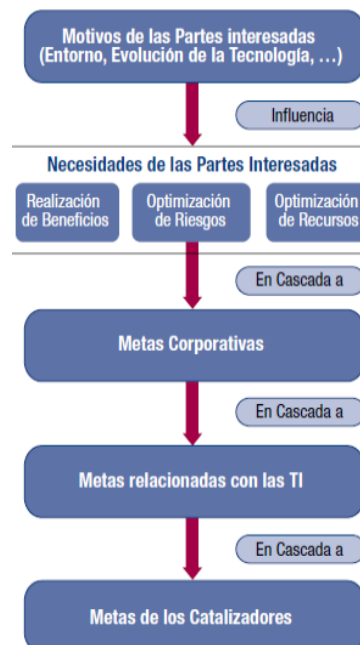 Motivos de las Partes interesadas
(Entorno, Evolución de la Tecnología, …)
Influencia
Necesidades de las Partes Interesadas
Realización
de Beneficios
Optimización
de Riesgos
Optimización
de Recursos
En Cascada a
Metas Corporativas
En Cascada a
Metas relacionadas con las TI
En Cascada a
Metas de los Catalizadores